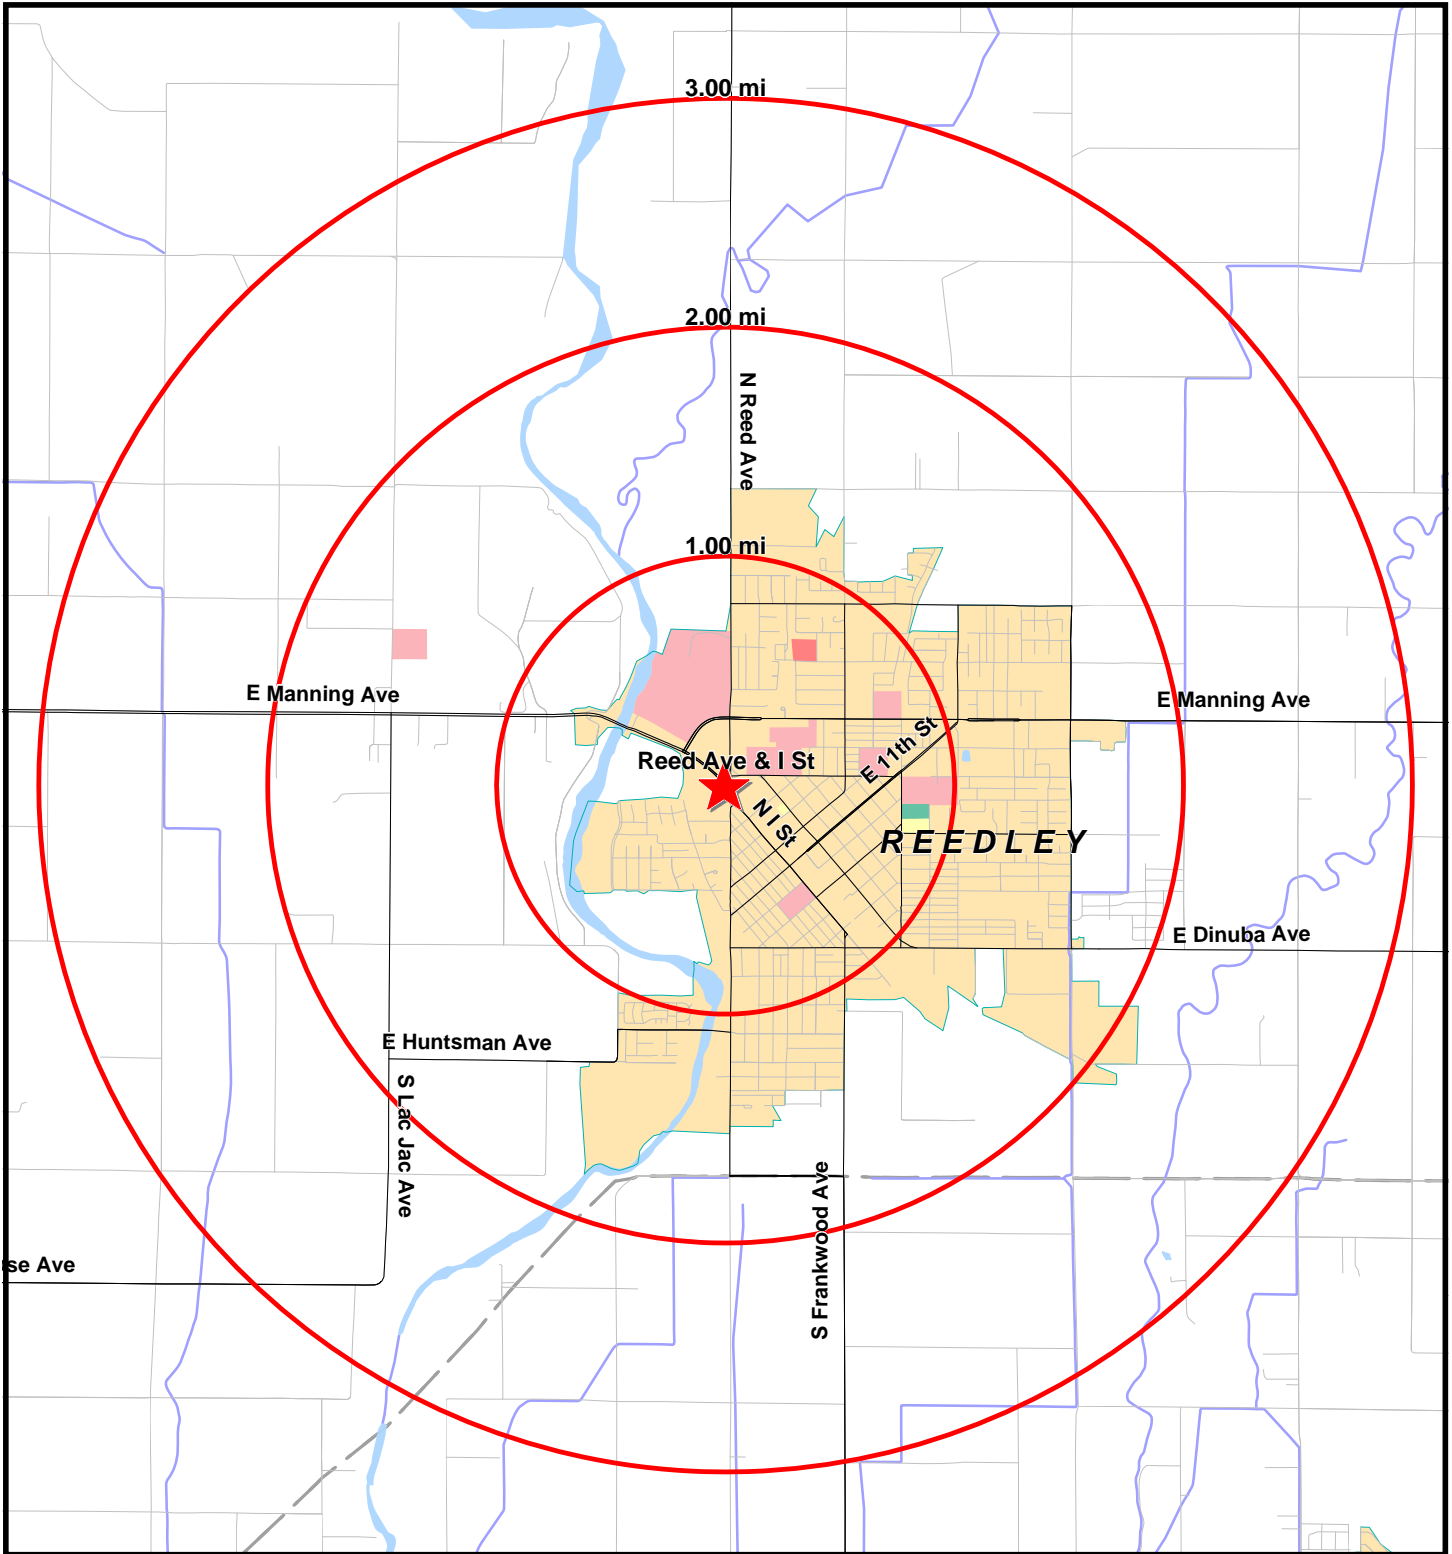 3.00 mi
2.00 mi
N Reed Ave
1.00 mi
E Manning Ave
E Manning Ave
E 11th St
Reed Ave & I St
N I St
REEDLEY
E Dinuba Ave
E Huntsman Ave
S Lac Jac Ave
S Frankwood Ave
se Ave